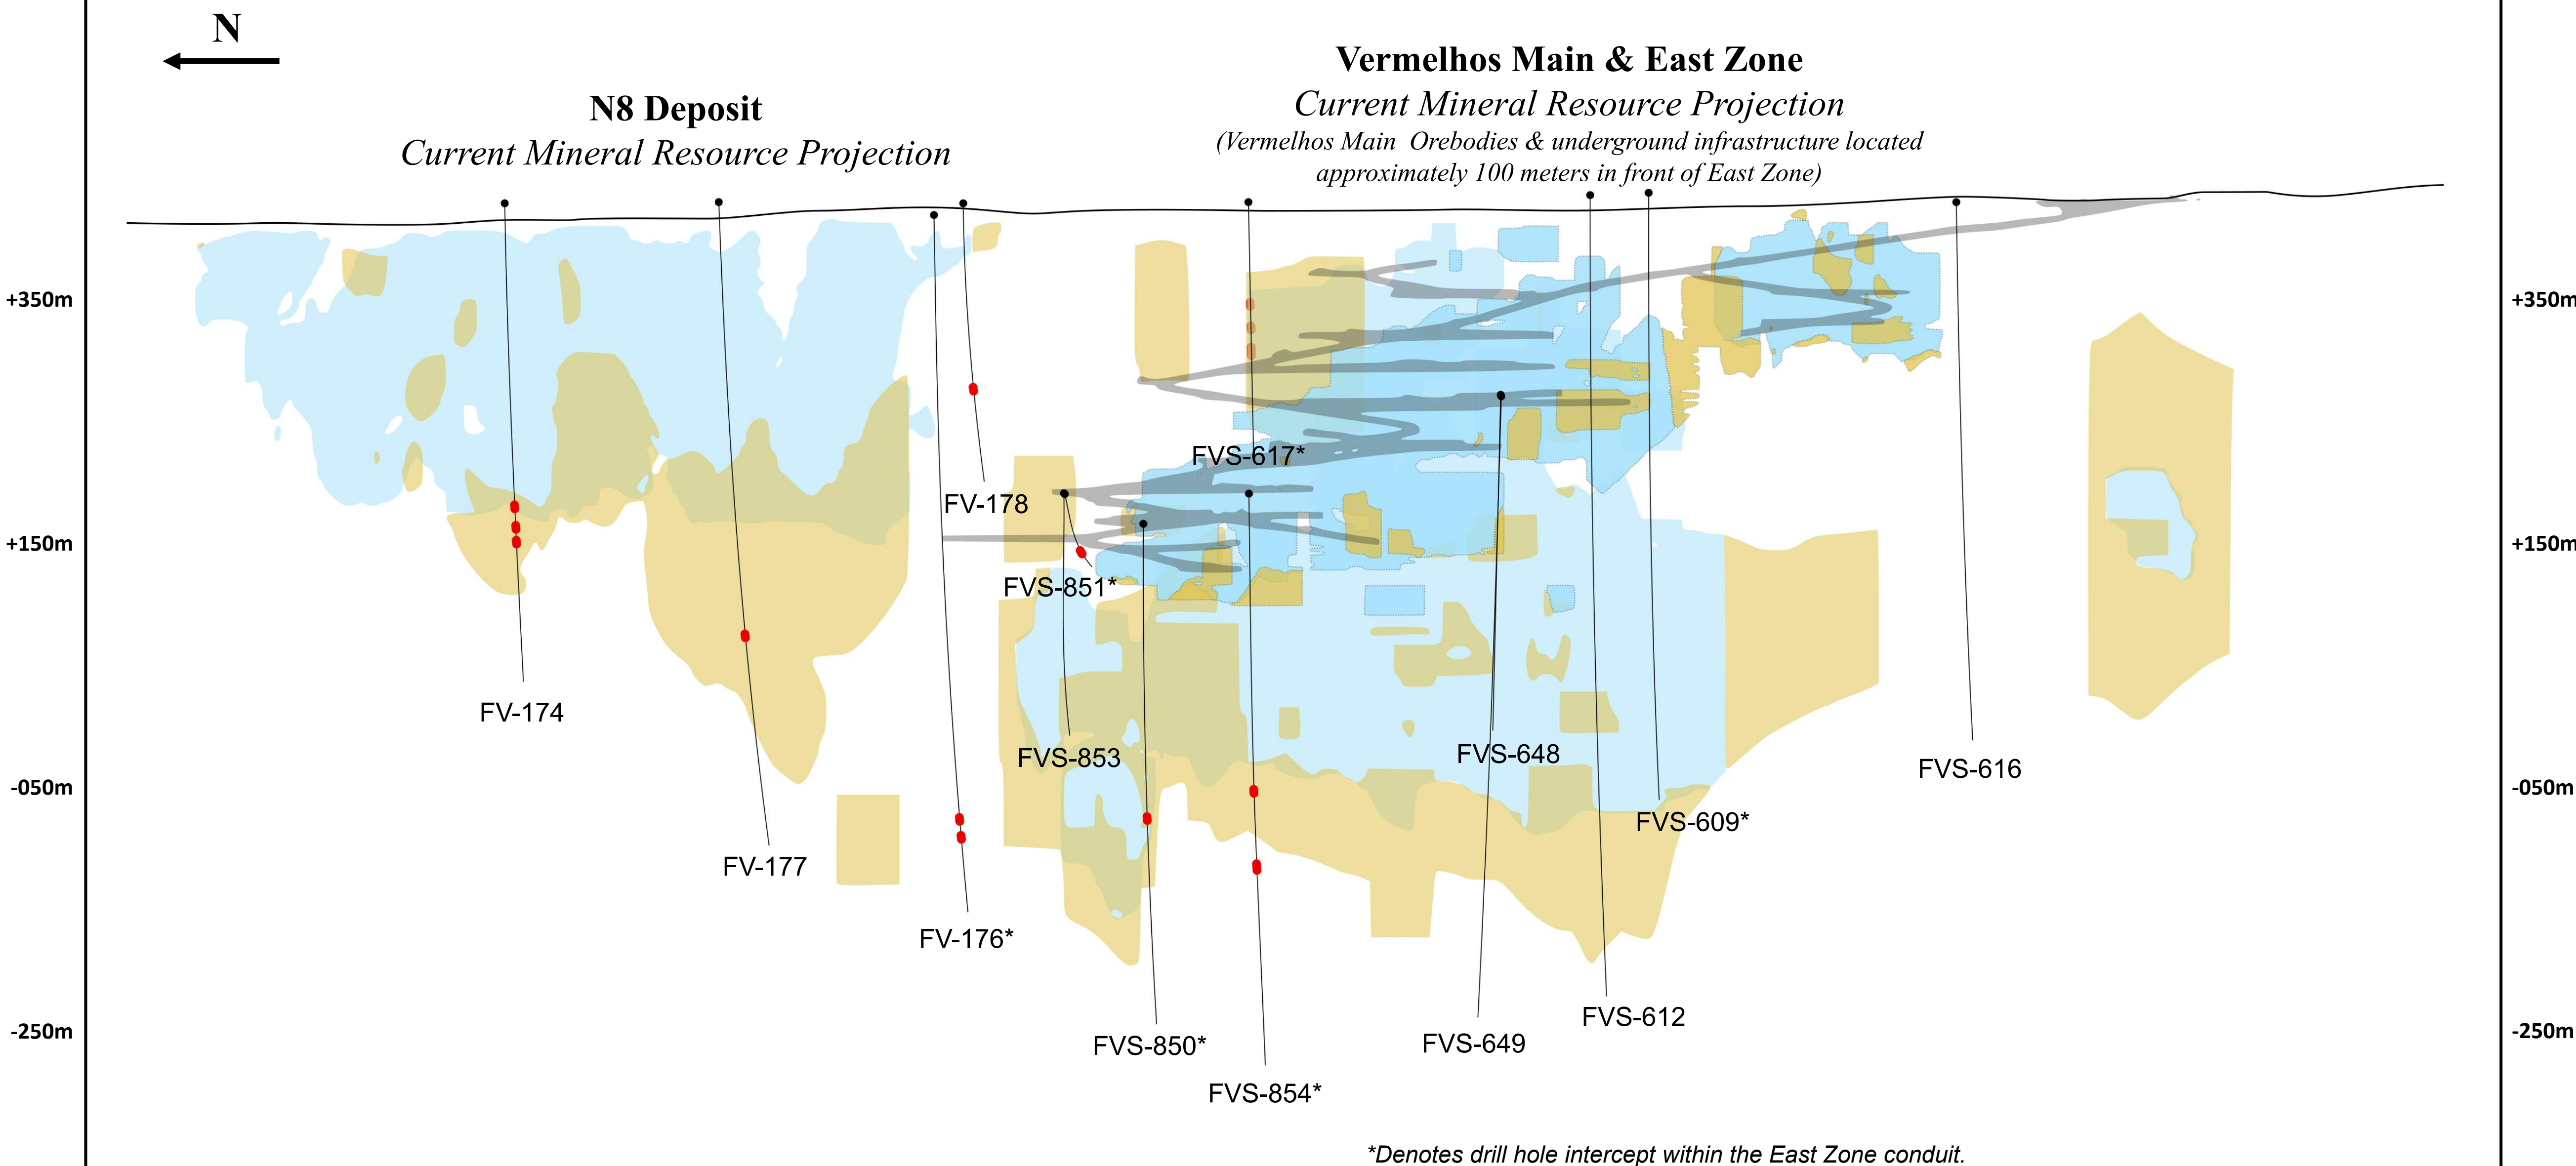 N
Vermelhos Main & East Zone
N8 Deposit
Current Mineral Resource Projection
Current Mineral Resource Projection
(Vermelhos Main Orebodies & underground infrastructure located
approximately 100 meters in front of East Zone)
+350m
+350m
FVS-617*
FV-178
+150m
+150m
FVS-851*
FV-174
FVS-853
FVS-648
FVS-616
-050m
-050m
FVS-609*
FV-177
FV-176*
FVS-612
-250m
-250m
FVS-850*
FVS-649
FVS-854*
*Denotes drill hole intercept within the East Zone conduit.